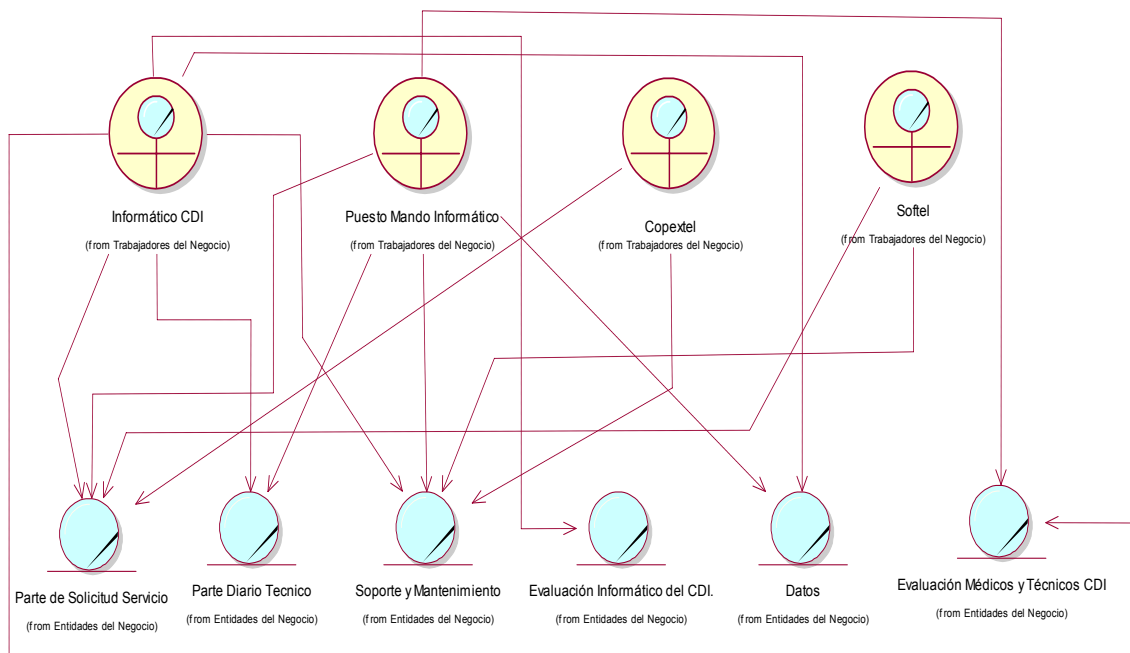 Informático CDI
(from Trabajadores del Negocio)
Puesto Mando Informático
(from Trabajadores del Negocio)
Copextel
(from Trabajadores del Negocio)
Softel
(from Trabajadores del Negocio)
Parte de Solicitud Servicio
(from Entidades del Negocio)
Parte Diario Tecnico
(from Entidades del Negocio)
Soporte y Mantenimiento
(from Entidades del Negocio)
Evaluación Informático del CDI.
(from Entidades del Negocio)
Datos
(from Entidades del Negocio)
Evaluación Médicos y Técnicos CDI
(from Entidades del Negocio)